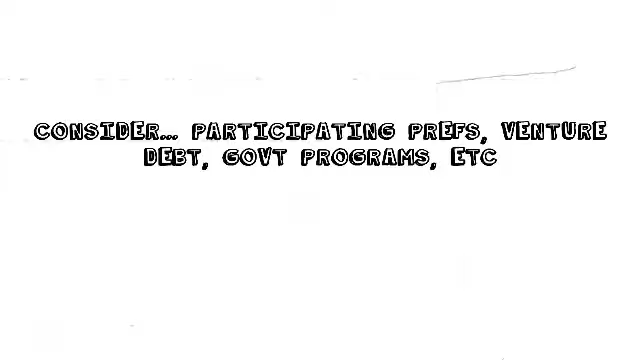 CONSIDER... PARTICIPATING PREFS, VENTURE
DEBT, GOVT PROGRAMS, ETC